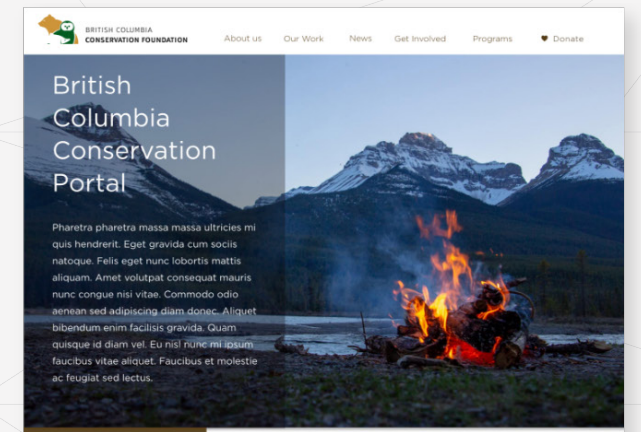 BRITISH COLUMBIA
CONSERVATION FOUNDATION
About us Our Work News Get Involved Programs Donate
British
Columbia
Conservation
Portal
Pharetra pharetra massa massa ultricies mi
quis hendrerit. Eget gravida cum sociis
natoque. Felis eget nunc lobortis mattis
aliquam. Amet volutpat consequat mauris
nunc congue nisi vitae. Commodo odio
aenean sed adipiscing diam donec. Aliquet
bibendum enim facilisis gravida. Quam
quisque id diam vel. Eu nisl nunc mi ipsum
faucibus vitae aliquet. Faucibus et molestie
ac feugiat sed lectus.